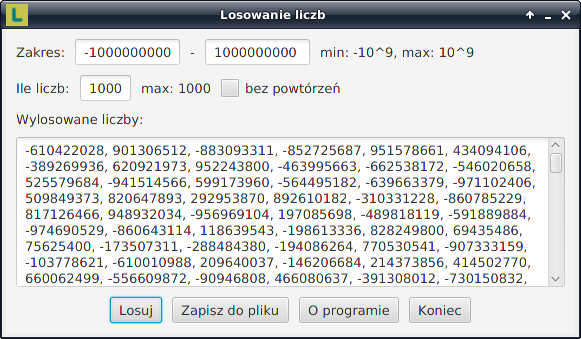 L Losowanie liczb
Zakres: -1000000000 - 1000000000 min: -10^9, max: 10^9
Ile liczb: 1000 max: 1000 bez powtórzeń
Wylosowane liczby:
-610422028, 901306512, -883093311, -852725687, 951578661, 434094106,
-389269936, 620921973, 952243800, -463995663, -662538172, -546020658,
525579684, -941514566, 599173960, -564495182, -639663379, -971102406,
509849373, 820647893, 292953870, 892610182, -310331228, -860785229,
817126466, 948932034, -956969104, 197085698, -489818119, -591889884,
-974690529, -860643114, 118639543, -198613336, 828249800, 69435486,
75625400, -173507311, -288484380, -194086264, 770530541, -907333159,
-103778621, -610010988, 209640037, -146206684, 214373856, 414502770,
660062499, -556609872, -90946808, 466080637, -391308012, -730150832,
Losuj Zapisz do pliku O programie Koniec